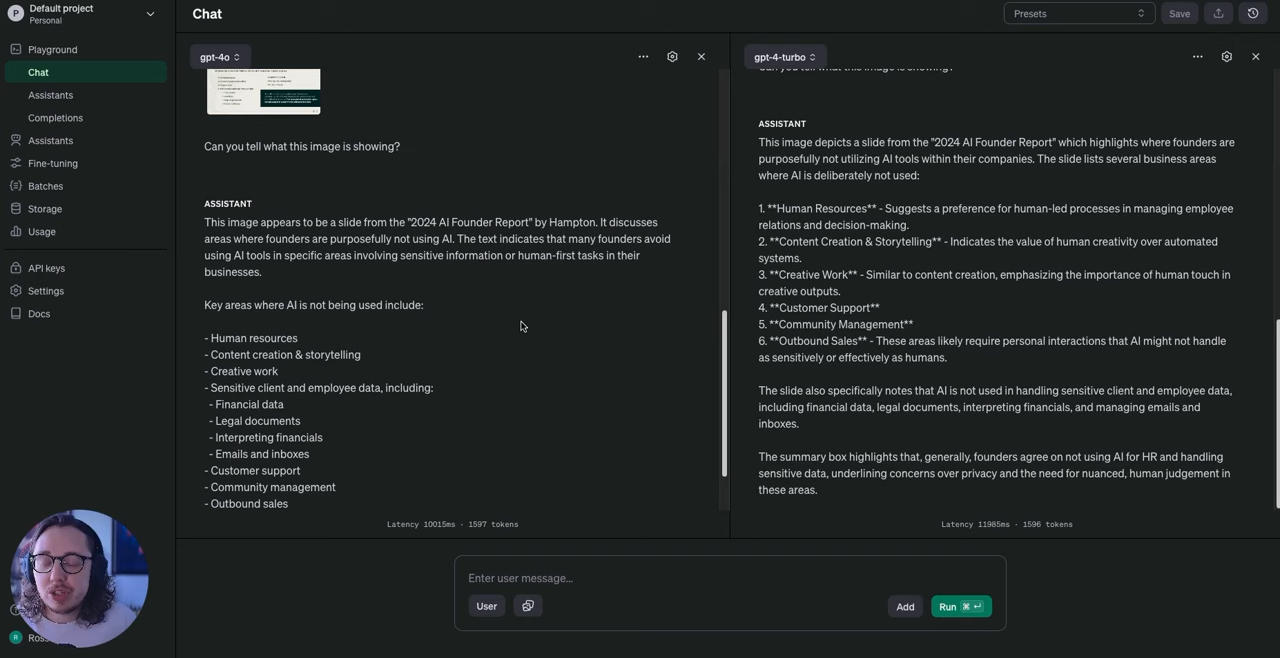 P
Default project
Personal
Playground
Chat
Assistants
Completions
Assistants
Fine-tuning
Batches
Storage
Usage
API keys
Settings
Docs
Ross
Chat
Presets
Save
gpt-4o
Can you tell what this image is showing?
ASSISTANT
This image appears to be a slide from the "2024 AI Founder Report" by Hampton. It discusses
areas where founders are purposefully not using AI. The text indicates that many founders avoid
using AI tools in specific areas involving sensitive information or human-first tasks in their
businesses.
Key areas where AI is not being used include:
- Human resources
- Content creation & storytelling
- Creative work
- Sensitive client and employee data, including:
- Financial data
- Legal documents
- Interpreting financials
- Emails and inboxes
- Customer support
- Community management
- Outbound sales
Latency 10015ms · 1597 tokens
gpt-4-turbo
Can you tell what this image is showing?
ASSISTANT
This image depicts a slide from the "2024 AI Founder Report" which highlights where founders are
purposefully not utilizing AI tools within their companies. The slide lists several business areas
where AI is deliberately not used:
1. **Human Resources** - Suggests a preference for human-led processes in managing employee
relations and decision-making.
2. **Content Creation & Storytelling** - Indicates the value of human creativity over automated
systems.
3. **Creative Work** - Similar to content creation, emphasizing the importance of human touch in
creative outputs.
4. **Customer Support**
5. **Community Management**
6. **Outbound Sales** - These areas likely require personal interactions that AI might not handle
as sensitively or effectively as humans.
The slide also specifically notes that AI is not used in handling sensitive client and employee data,
including financial data, legal documents, interpreting financials, and managing emails and
inboxes.
The summary box highlights that, generally, founders agree on not using AI for HR and handling
sensitive data, underlining concerns over privacy and the need for nuanced, human judgement in
these areas.
Latency 11985ms · 1596 tokens
Enter user message...
User
Add
Run ⌘ ↵
R